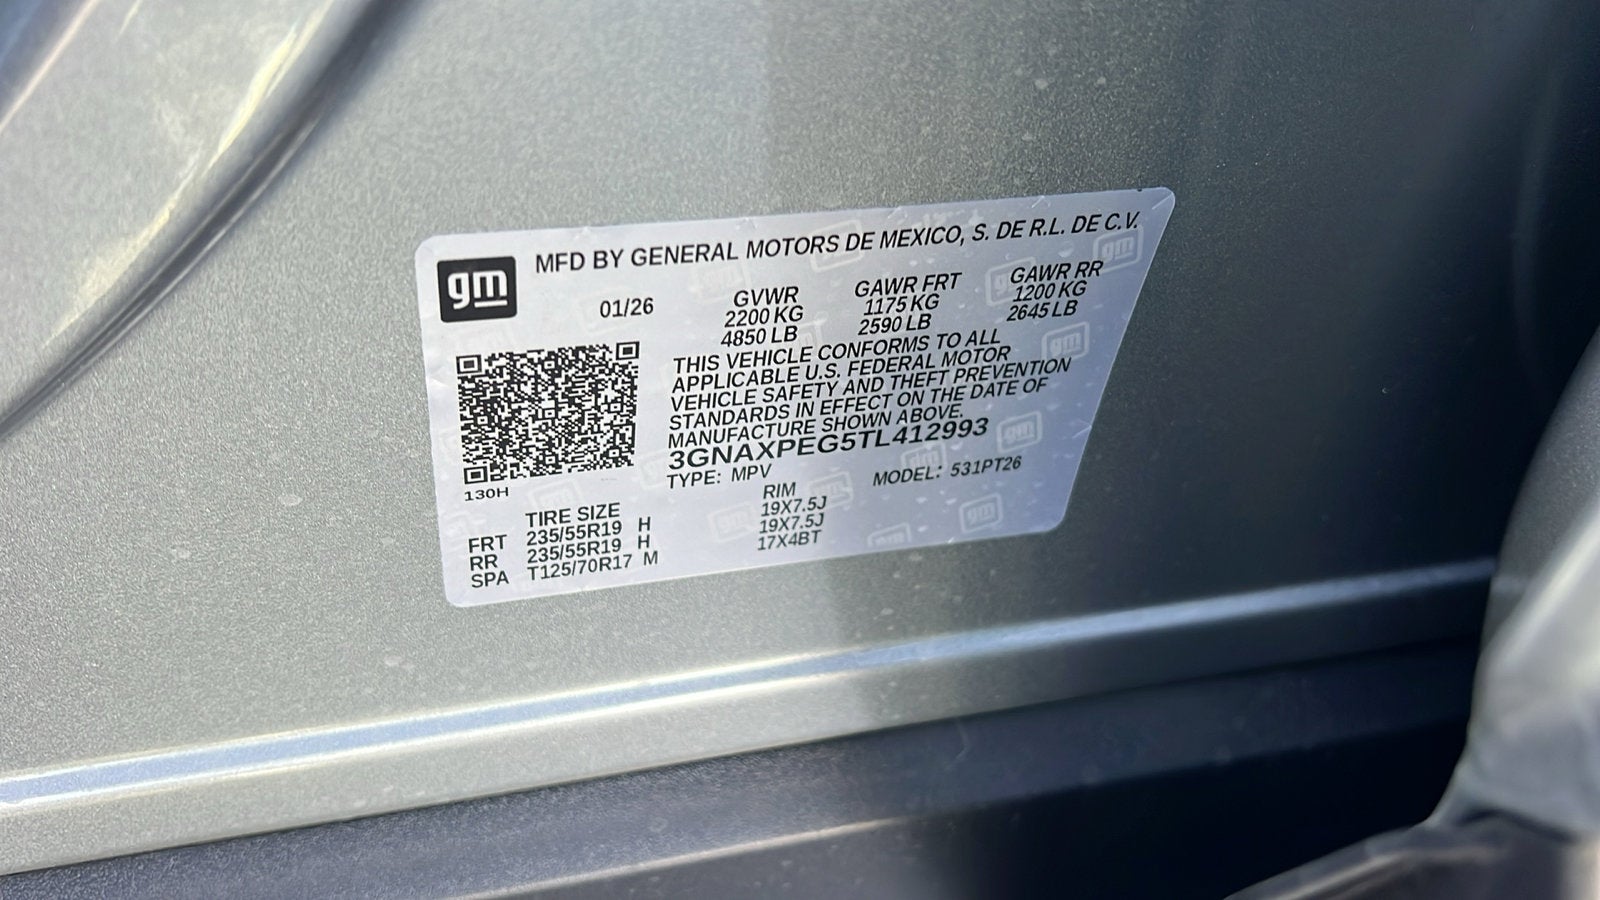 gm
MFD BY GENERAL MOTORS DE MEXICO, S. DE R.L. DE C.V.
01/26
GVWR
2200 KG
4850 LB
GAWR FRT
1175 KG
2590 LB
GAWR RR
1200 KG
2645 LB
THIS VEHICLE CONFORMS TO ALL
APPLICABLE U.S. FEDERAL MOTOR
VEHICLE SAFETY AND THEFT PREVENTION
STANDARDS IN EFFECT ON THE DATE OF
MANUFACTURE SHOWN ABOVE.
3GNAXPEG5TL412993
TYPE: MPV MODEL: 531PT26
130H
TIRE SIZE RIM
FRT 235/55R19 H 19X7.5J
RR 235/55R19 H 19X7.5J
SPA T125/70R17 M 17X4BT